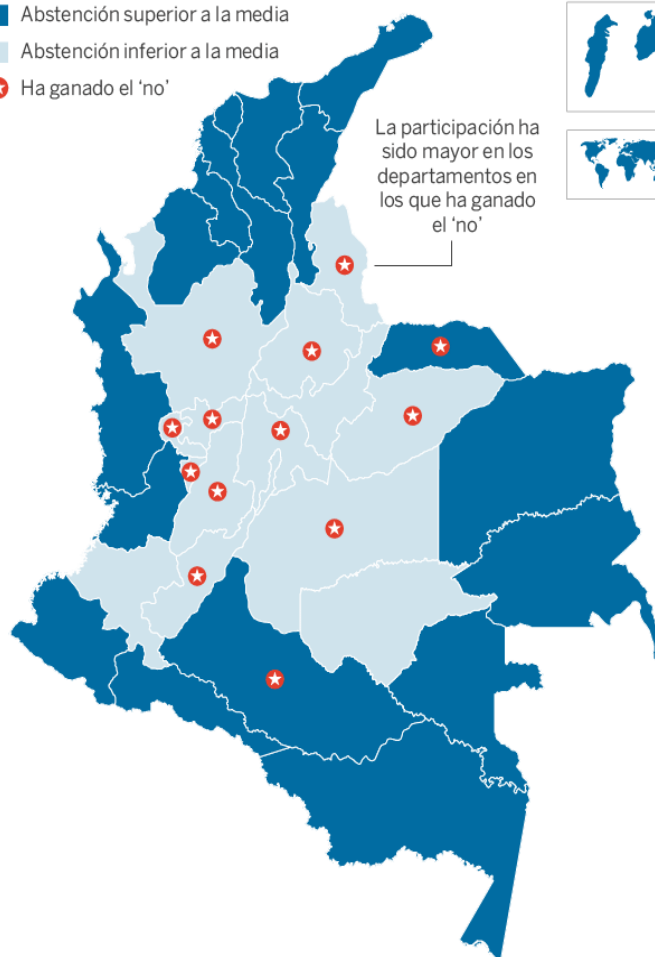 Abstención superior a la media
Abstención inferior a la media
Ha ganado el ‘no’
La participación ha
sido mayor en los
departamentos en
los que ha ganado
el ‘no’